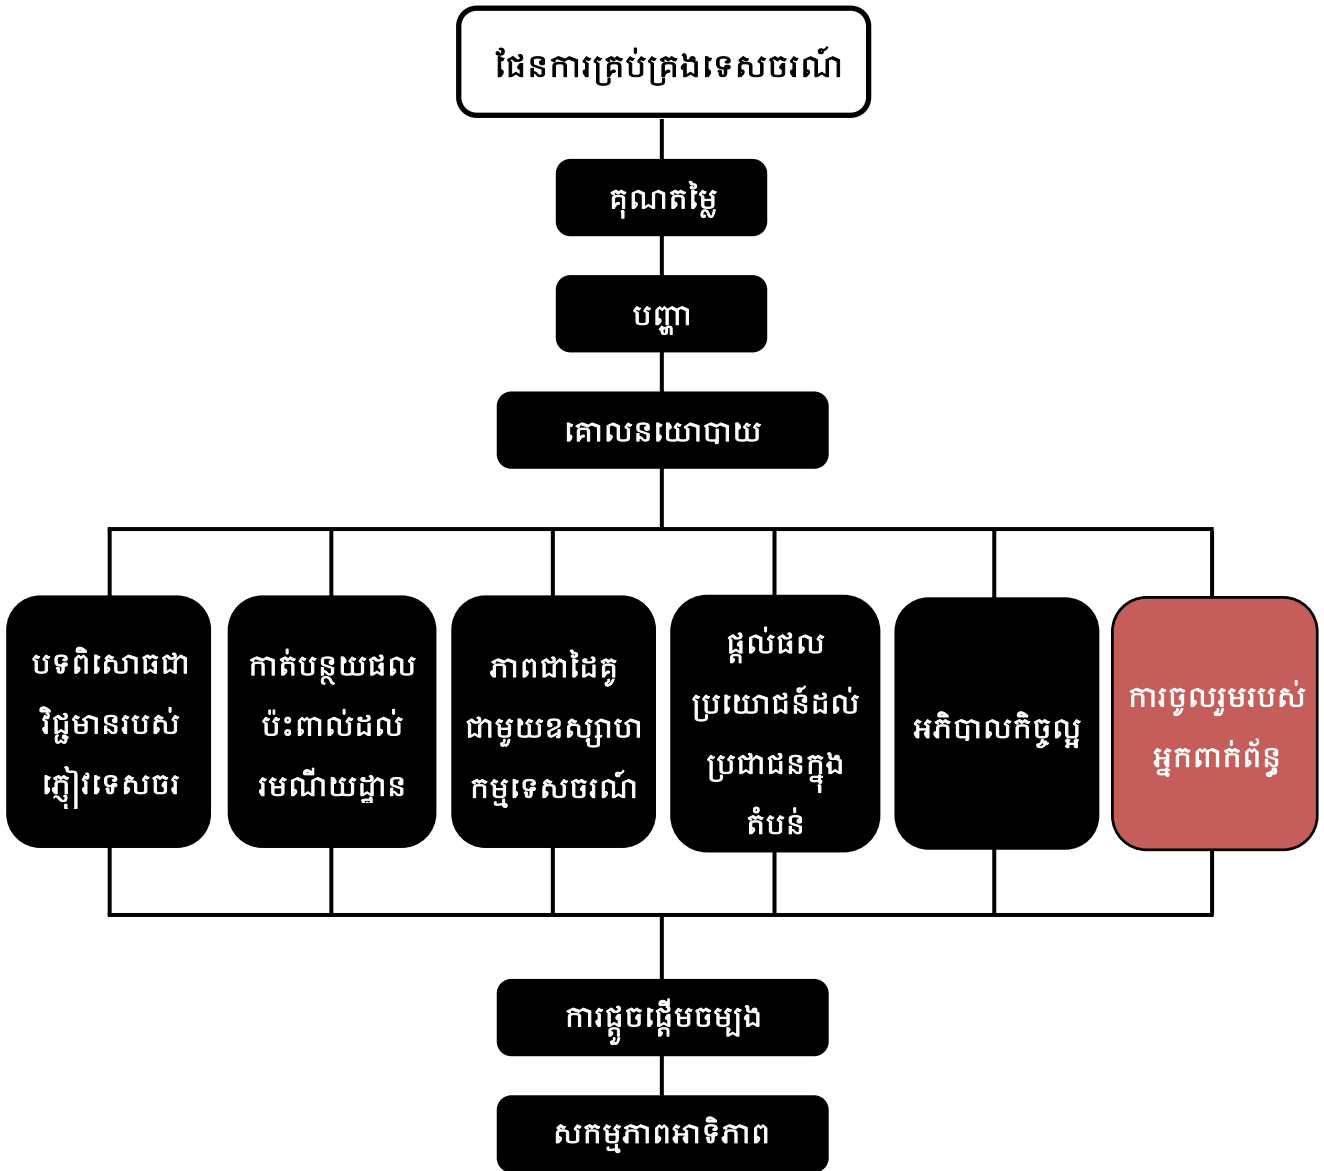 ផែនការគ្រប់គ្រងទេសចរណ៍
គុណតម្លៃ
បញ្ហា
គោលនយោបាយ
បទពិសោធជា
វិជ្ជមានរបស់
ភ្ញៀវទេសចរ
កាត់បន្ថយផល
ប៉ះពាល់ដល់
រមណីយដ្ឋាន
ភាពជាដៃគូ
ជាមួយឧស្សាហ
កម្មទេសចរណ៍
ផ្តល់ផល
ប្រយោជន៍ដល់
ប្រជាជនក្នុង
តំបន់
អភិបាលកិច្ចល្អ
ការចូលរួមរបស់
អ្នកពាក់ព័ន្ធ
ការផ្តួចផ្តើមចម្បង
សកម្មភាពអាទិភាព